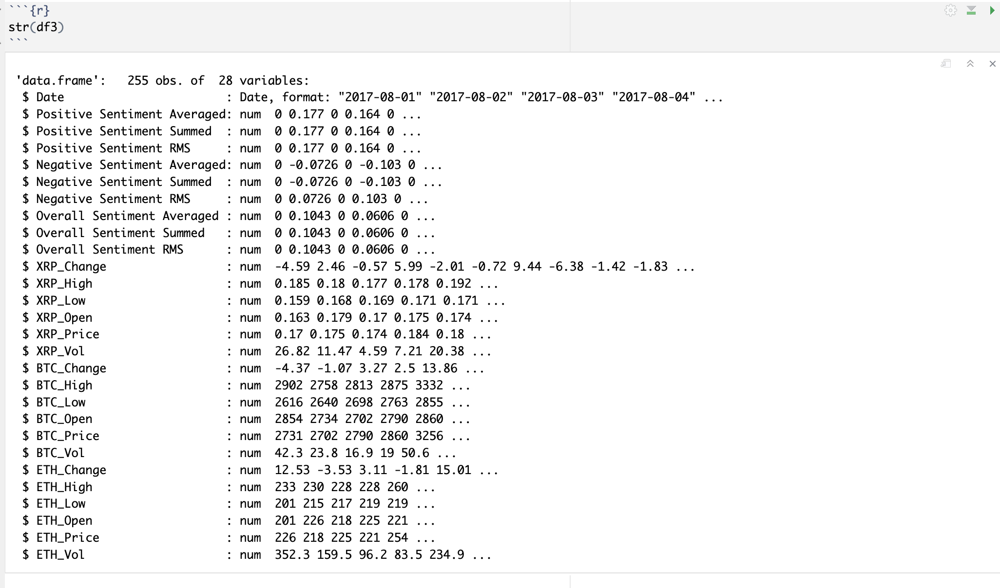 ```{r}
str(df3)
```
'data.frame':   255 obs. of  28 variables:
 $ Date                       : Date, format: "2017-08-01" "2017-08-02" "2017-08-03" "2017-08-04" ...
 $ Positive Sentiment Averaged: num  0 0.177 0 0.164 0 ...
 $ Positive Sentiment Summed  : num  0 0.177 0 0.164 0 ...
 $ Positive Sentiment RMS     : num  0 0.177 0 0.164 0 ...
 $ Negative Sentiment Averaged: num  0 -0.0726 0 -0.103 0 ...
 $ Negative Sentiment Summed  : num  0 -0.0726 0 -0.103 0 ...
 $ Negative Sentiment RMS     : num  0 0.0726 0 0.103 0 ...
 $ Overall Sentiment Averaged : num  0 0.1043 0 0.0606 0 ...
 $ Overall Sentiment Summed   : num  0 0.1043 0 0.0606 0 ...
 $ Overall Sentiment RMS      : num  0 0.1043 0 0.0606 0 ...
 $ XRP_Change                 : num  -4.59 2.46 -0.57 5.99 -2.01 -0.72 9.44 -6.38 -1.42 -1.83 ...
 $ XRP_High                   : num  0.185 0.18 0.177 0.178 0.192 ...
 $ XRP_Low                    : num  0.159 0.168 0.169 0.171 0.171 ...
 $ XRP_Open                   : num  0.163 0.179 0.17 0.175 0.174 ...
 $ XRP_Price                  : num  0.17 0.175 0.174 0.184 0.18 ...
 $ XRP_Vol                    : num  26.82 11.47 4.59 7.21 20.38 ...
 $ BTC_Change                 : num  -4.37 -1.07 3.27 2.5 13.86 ...
 $ BTC_High                   : num  2902 2758 2813 2875 3332 ...
 $ BTC_Low                    : num  2616 2640 2698 2763 2855 ...
 $ BTC_Open                   : num  2854 2734 2702 2790 2860 ...
 $ BTC_Price                  : num  2731 2702 2790 2860 3256 ...
 $ BTC_Vol                    : num  42.3 23.8 16.9 19 50.6 ...
 $ ETH_Change                 : num  12.53 -3.53 3.11 -1.81 15.01 ...
 $ ETH_High                   : num  233 230 228 228 260 ...
 $ ETH_Low                    : num  201 215 217 219 219 ...
 $ ETH_Open                   : num  201 226 218 225 221 ...
 $ ETH_Price                  : num  226 218 225 221 254 ...
 $ ETH_Vol                    : num  352.3 159.5 96.2 83.5 234.9 ...